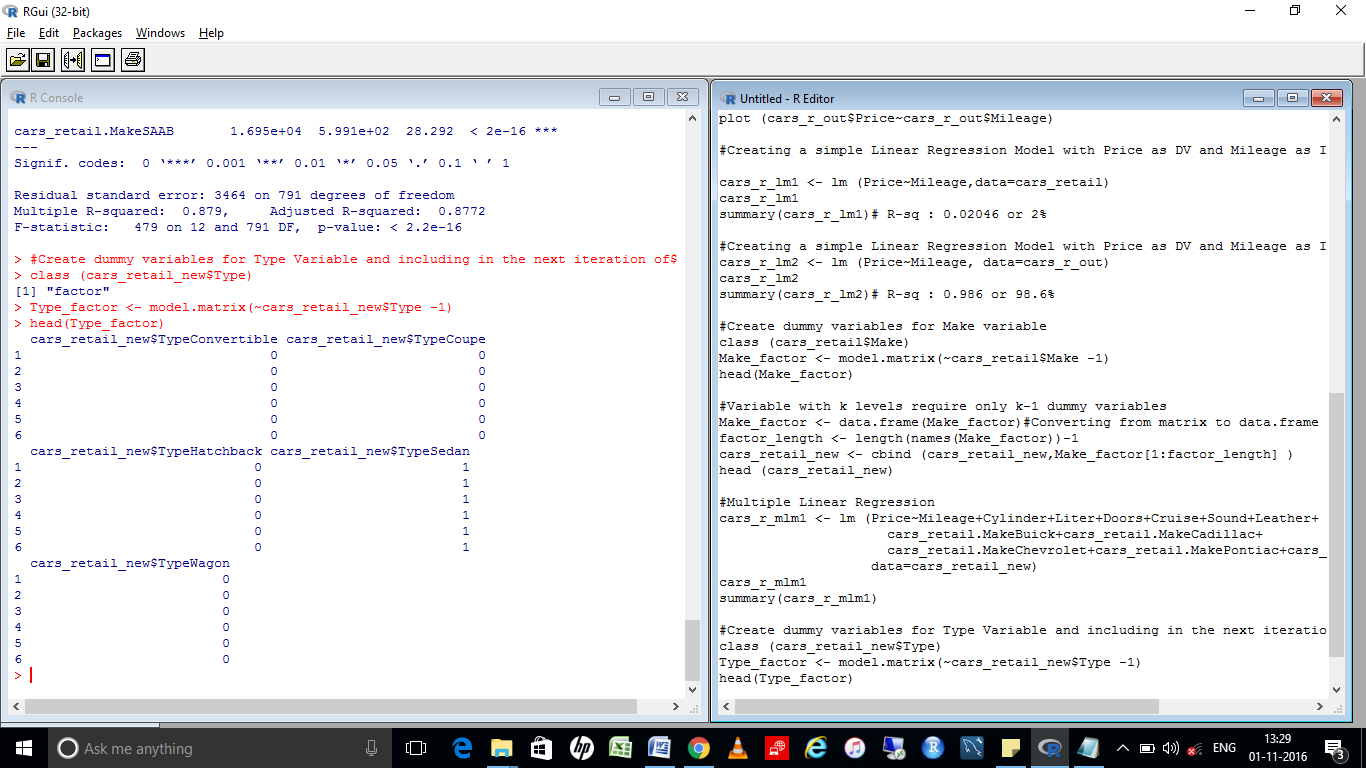 RGui (32-bit)
File Edit Packages Windows Help
R Console
cars_retail.MakeSAAB 1.695e+04 5.991e+02 28.292 < 2e-16 ***
---
Signif. codes: 0 ‘***’ 0.001 ‘**’ 0.01 ‘*’ 0.05 ‘.’ 0.1 ‘ ’ 1
Residual standard error: 3464 on 791 degrees of freedom
Multiple R-squared: 0.879, Adjusted R-squared: 0.8772
F-statistic: 479 on 12 and 791 DF, p-value: < 2.2e-16
> #Create dummy variables for Type Variable and including in the next iteration of$
> class (cars_retail_new$Type)
[1] "factor"
> Type_factor <- model.matrix(~cars_retail_new$Type -1)
> head(Type_factor)
cars_retail_new$TypeConvertible cars_retail_new$TypeCoupe
1 0 0
2 0 0
3 0 0
4 0 0
5 0 0
6 0 0
cars_retail_new$TypeHatchback cars_retail_new$TypeSedan
1 0 1
2 0 1
3 0 1
4 0 1
5 0 1
6 0 1
cars_retail_new$TypeWagon
1 0
2 0
3 0
4 0
5 0
6 0
>
Untitled - R Editor
plot (cars_r_out$Price~cars_r_out$Mileage)
#Creating a simple Linear Regression Model with Price as DV and Mileage as I
cars_r_lm1 <- lm (Price~Mileage,data=cars_retail)
cars_r_lm1
summary(cars_r_lm1)# R-sq : 0.02046 or 2%
#Creating a simple Linear Regression Model with Price as DV and Mileage as I
cars_r_lm2 <- lm (Price~Mileage, data=cars_r_out)
cars_r_lm2
summary(cars_r_lm2)# R-sq : 0.986 or 98.6%
#Create dummy variables for Make variable
class (cars_retail$Make)
Make_factor <- model.matrix(~cars_retail$Make -1)
head(Make_factor)
#Variable with k levels require only k-1 dummy variables
Make_factor <- data.frame(Make_factor)#Converting from matrix to data.frame
factor_length <- length(names(Make_factor))-1
cars_retail_new <- cbind (cars_retail_new,Make_factor[1:factor_length] )
head (cars_retail_new)
#Multiple Linear Regression
cars_r_mlm1 <- lm (Price~Mileage+Cylinder+Liter+Doors+Cruise+Sound+Leather+
cars_retail.MakeBuick+cars_retail.MakeCadillac+
cars_retail.MakeChevrolet+cars_retail.MakePontiac+cars_
data=cars_retail_new)
cars_r_mlm1
summary(cars_r_mlm1)
#Create dummy variables for Type Variable and including in the next iteratio
class (cars_retail_new$Type)
Type_factor <- model.matrix(~cars_retail_new$Type -1)
head(Type_factor)
Ask me anything
ENG
13:29
01-11-2016
3